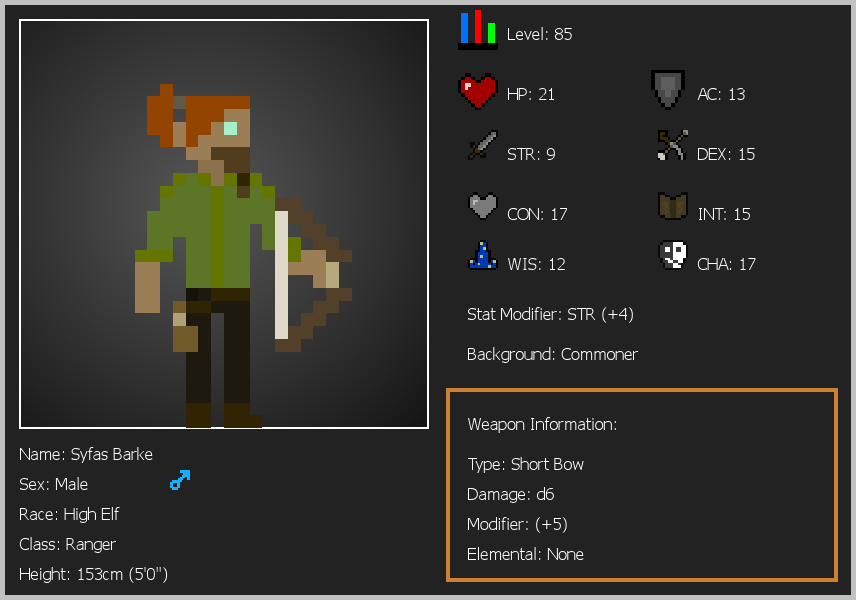 Level: 85
HP: 21
AC: 13
STR: 9
DEX: 15
CON: 17
INT: 15
WIS: 12
CHA: 17
Stat Modifier: STR (+4)
Background: Commoner
Weapon Information:
Type: Short Bow
Damage: d6
Modifier: (+5)
Elemental: None
Name: Syfas Barke
Sex: Male
Race: High Elf
Class: Ranger
Height: 153cm (5'0")